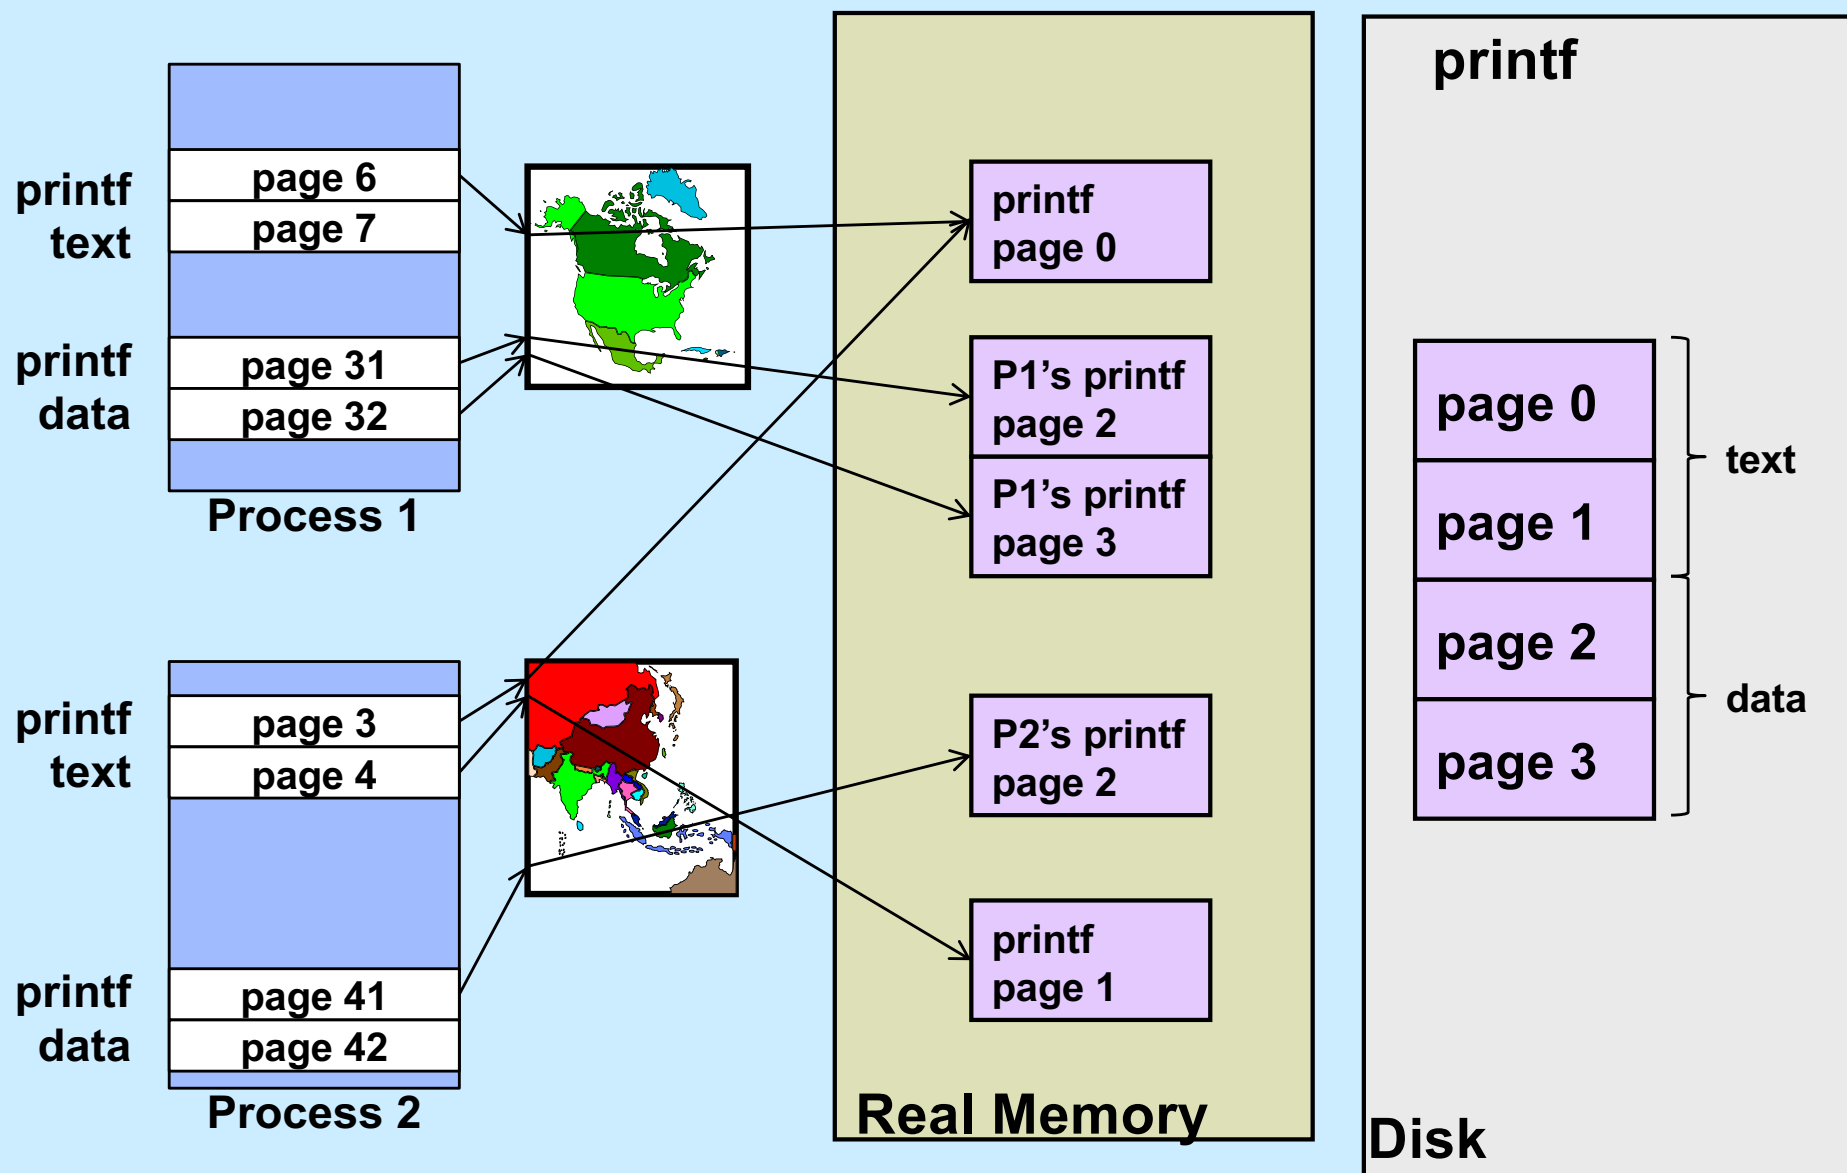 printf
text
page 6
page 7
printf
data
page 31
page 32
Process 1
printf
text
page 3
page 4
printf
data
page 41
page 42
Process 2
printf
page 0
P1’s printf
page 2
P1’s printf
page 3
P2’s printf
page 2
printf
page 1
Real Memory
printf
page 0
page 1
text
page 2
page 3
data
Disk